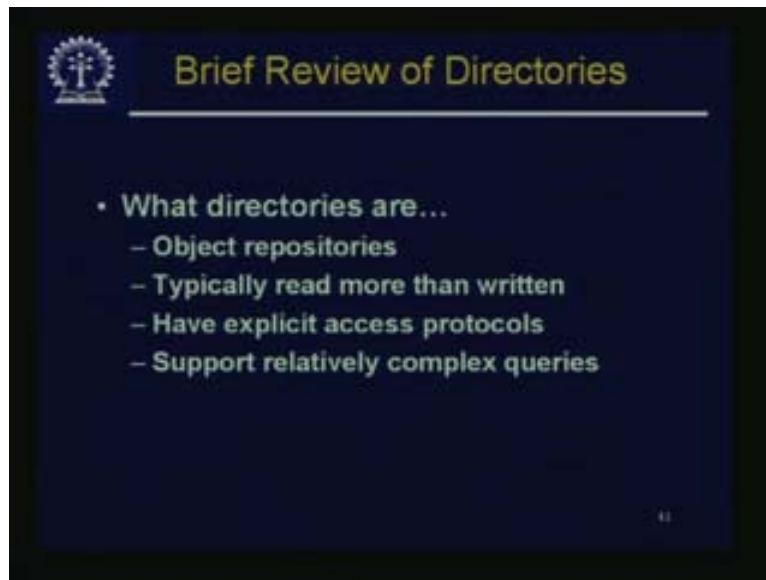 Brief Review of Directories
• What directories are...
– Object repositories
– Typically read more than written
– Have explicit access protocols
– Support relatively complex queries